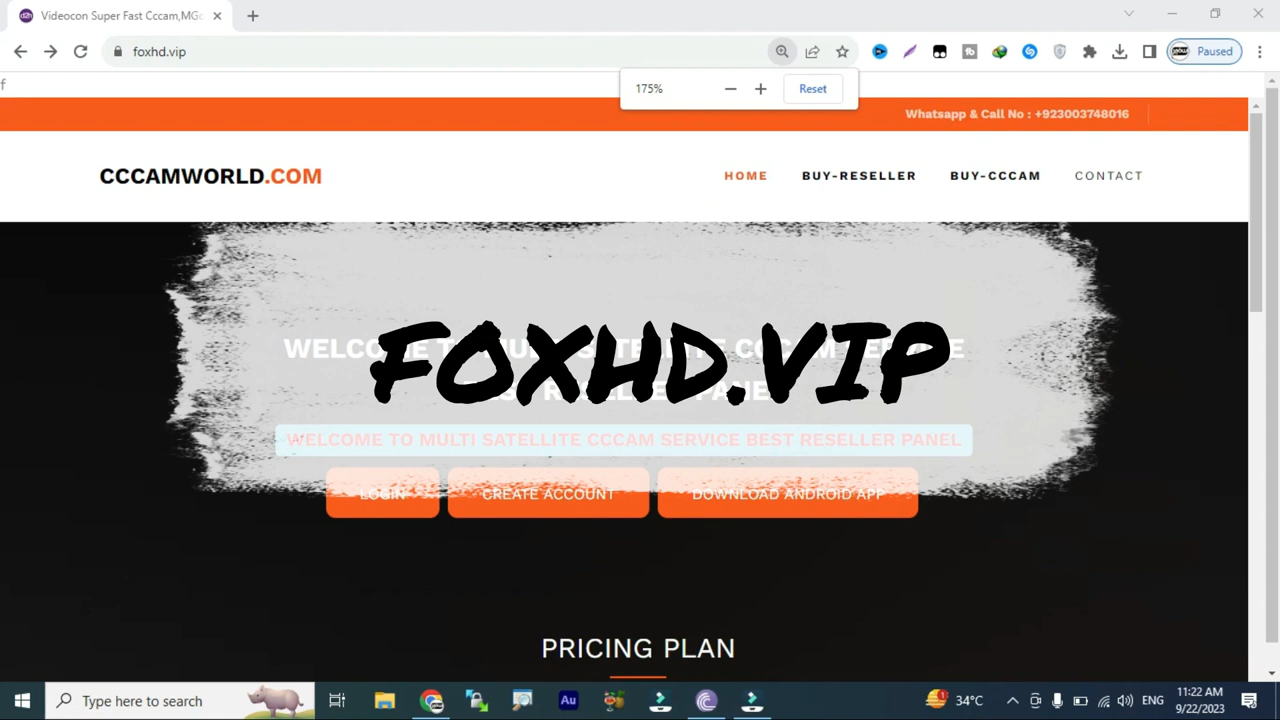 Videocon Super Fast Cccam,MGc
foxhd.vip
Paused
f
175%
Reset
Whatsapp & Call No : +923003748016
CCCAMWORLD.COM
HOME
BUY-RESELLER
BUY-CCCAM
CONTACT
FOXHD.VIP
WELCOME TO MULTI SATELLITE CCCAM SERVICE
BEST RESELLER PANEL
WELCOME TO MULTI SATELLITE CCCAM SERVICE BEST RESELLER PANEL
LOGIN
CREATE ACCOUNT
DOWNLOAD ANDROID APP
PRICING PLAN
Type here to search
Au
34°C
ENG
11:22 AM
9/22/2023